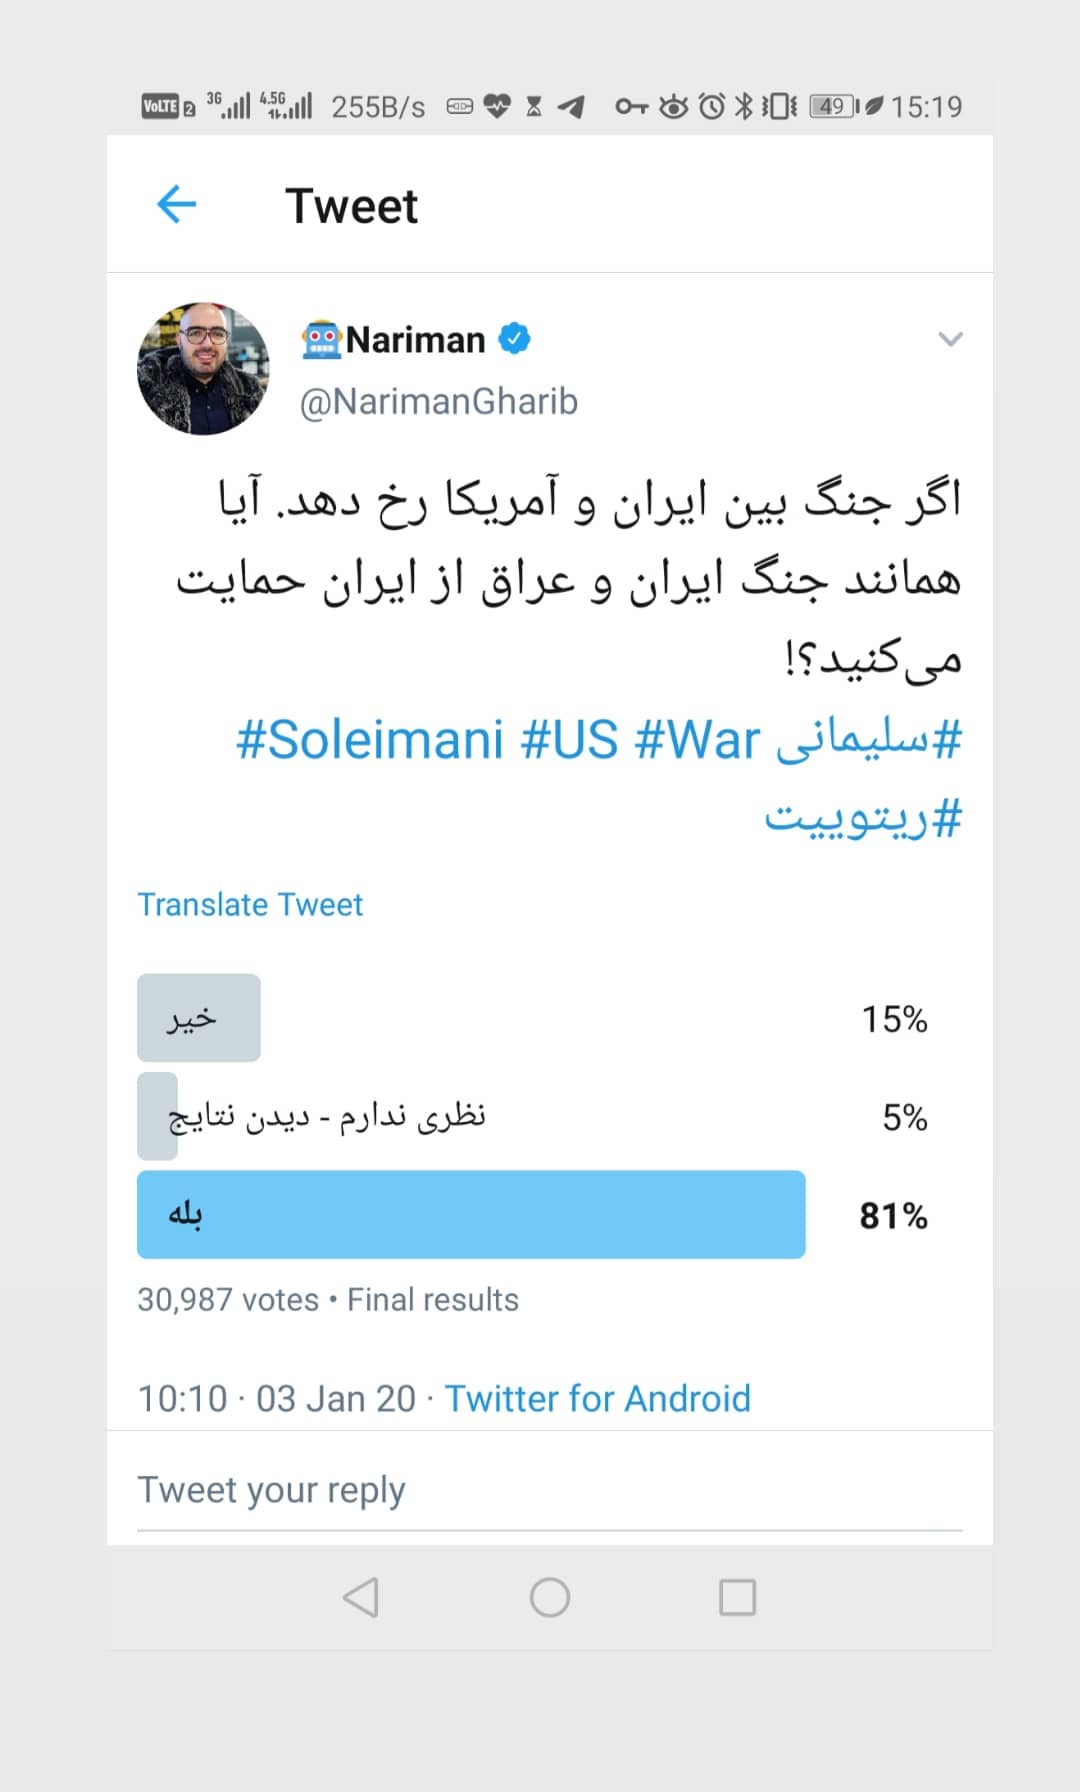 VoLTE 2 3G 4.5G 255B/s 49 15:19
Tweet
Nariman
@NarimanGharib
اگر جنگ بین ایران و آمریکا رخ دهد. آیا
همانند جنگ ایران و عراق از ایران حمایت
می‌کنید؟!
#سلیمانی #Soleimani #US #War
#ریتوییت
Translate Tweet
خیر 15%
نظری ندارم - دیدن نتایج 5%
بله 81%
30,987 votes • Final results
10:10 · 03 Jan 20 · Twitter for Android
Tweet your reply